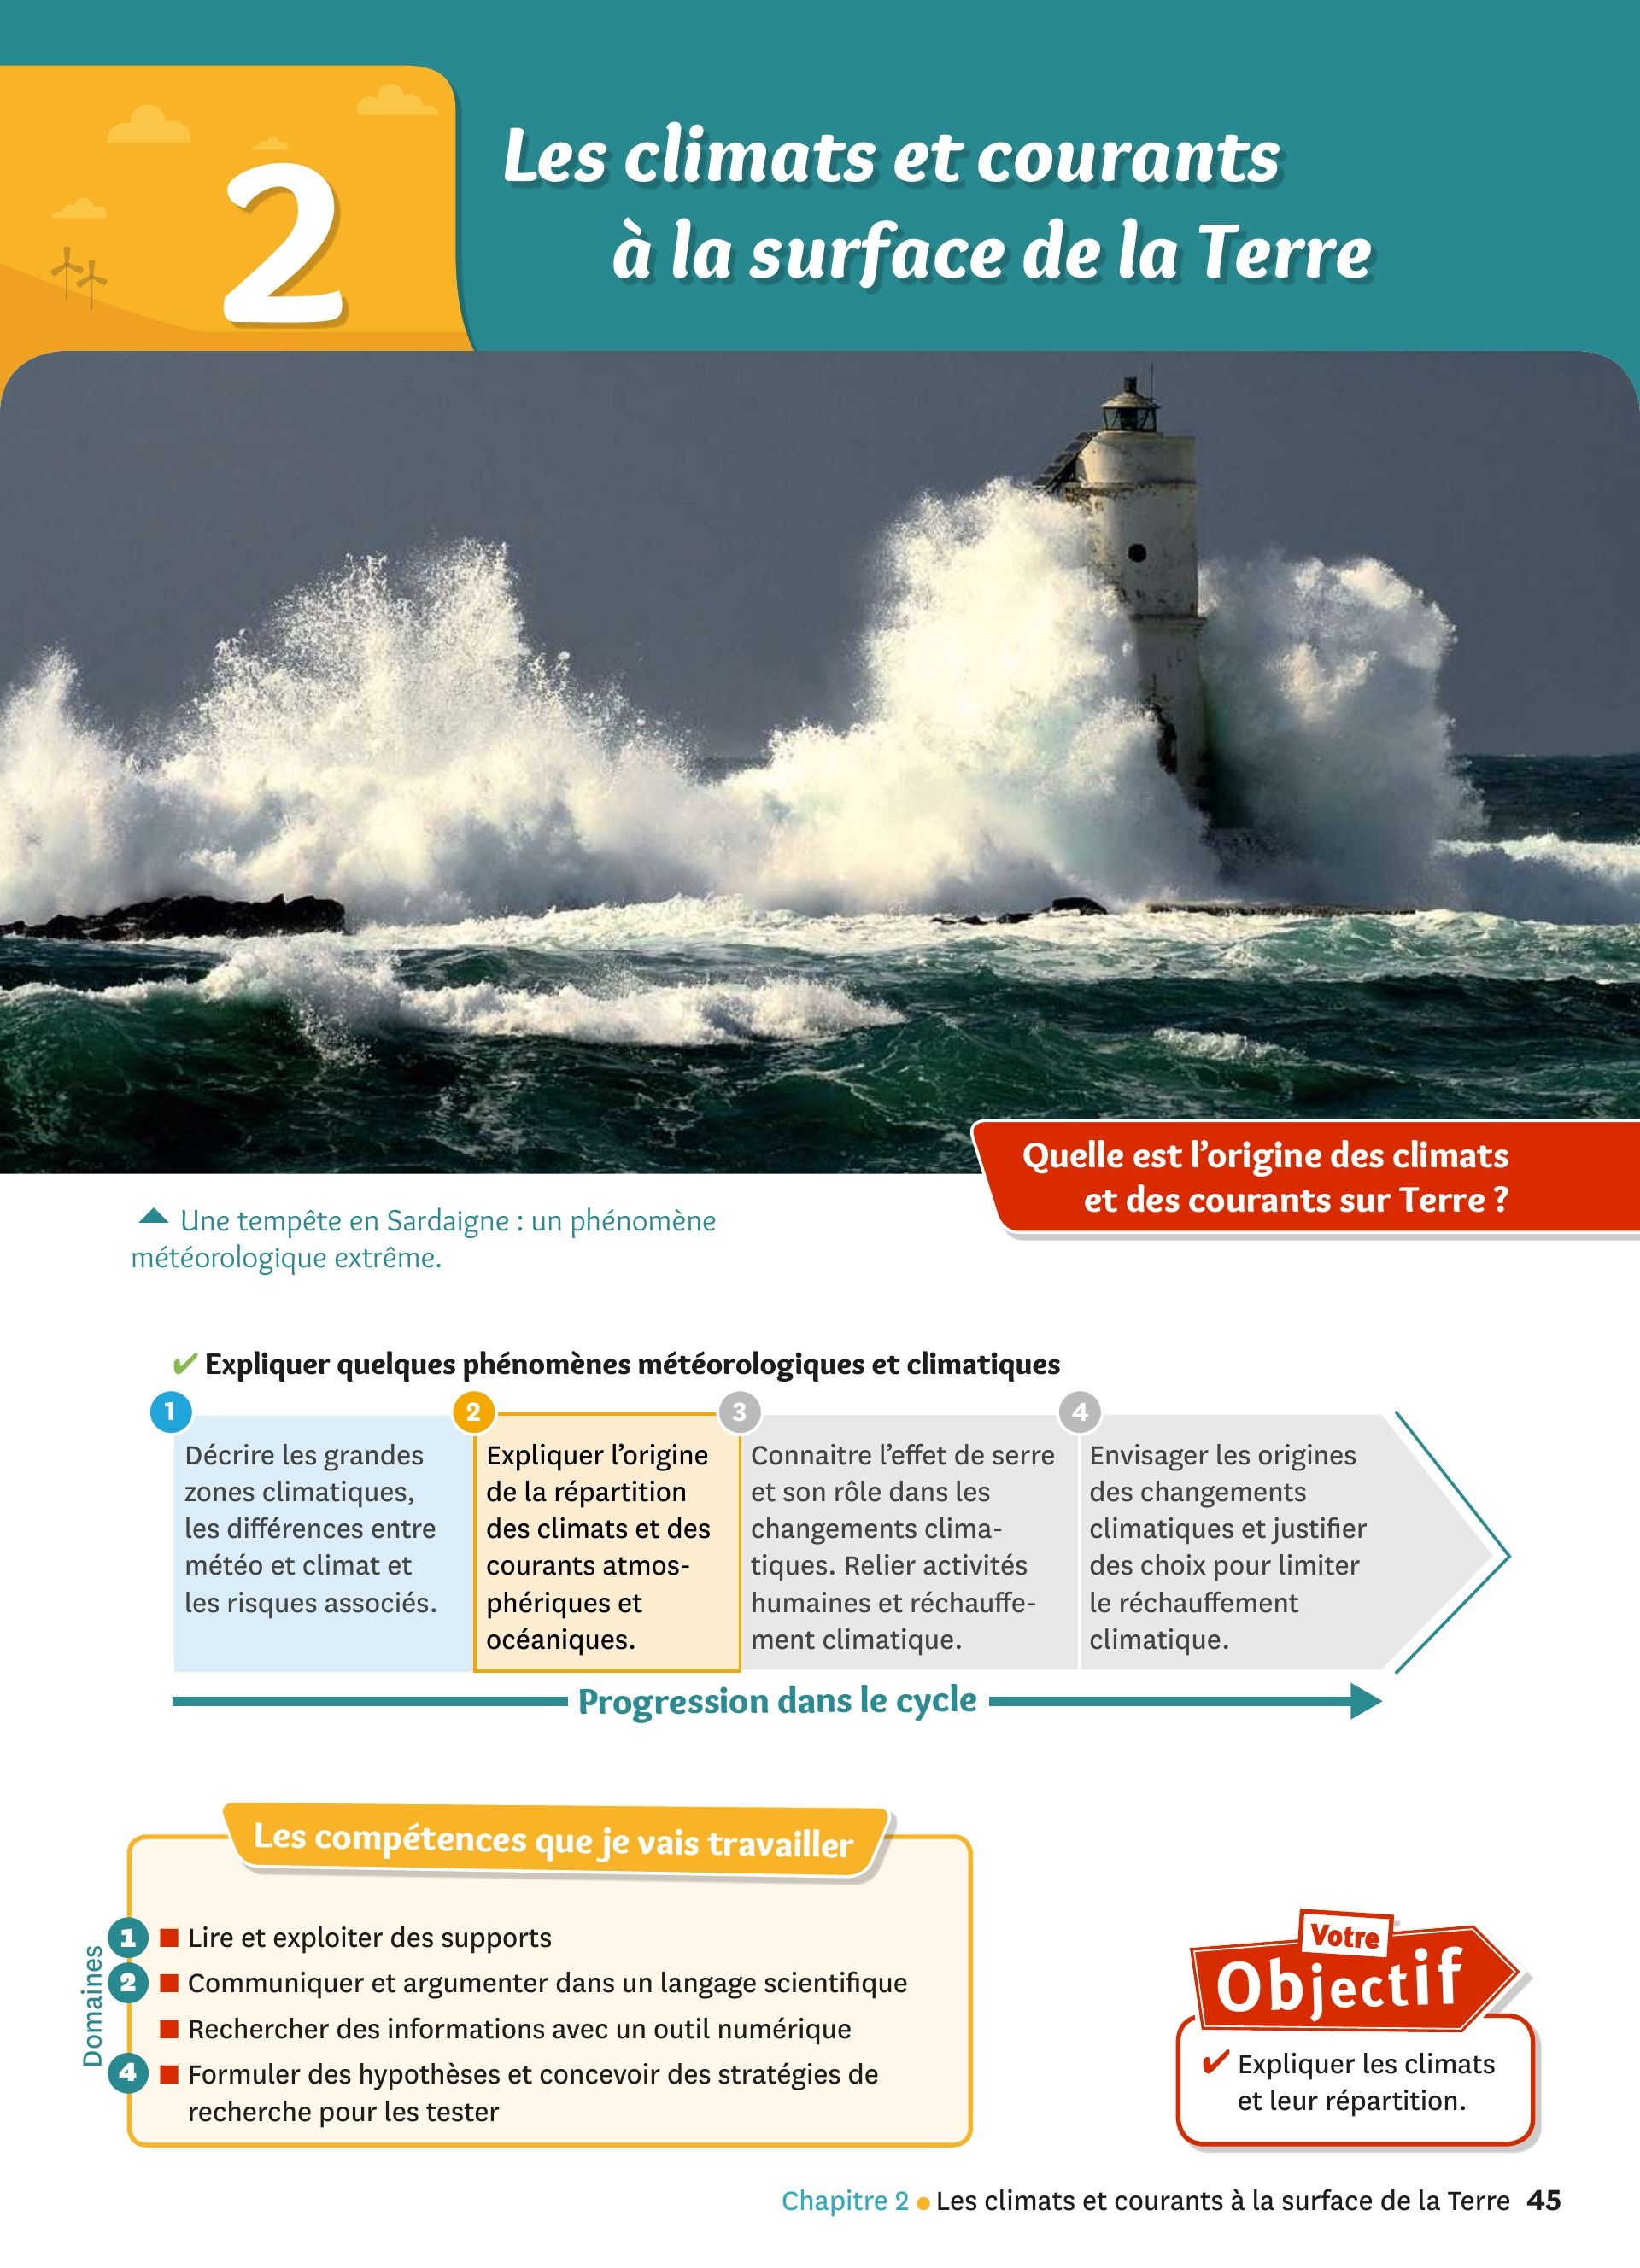 2
Les climats et courants
à la surface de la Terre
Quelle est l'origine des climats
et des courants sur Terre ?
Une tempête en Sardaigne : un phénomène
météorologique extrême.
✔ Expliquer quelques phénomènes météorologiques et climatiques
1
Décrire les grandes
zones climatiques,
les différences entre
météo et climat et
les risques associés.
2
Expliquer l'origine
de la répartition
des climats et des
courants atmos-
phériques et
océaniques.
3
Connaitre l'effet de serre
et son rôle dans les
changements clima-
tiques. Relier activités
humaines et réchauffe-
ment climatique.
4
Envisager les origines
des changements
climatiques et justifier
des choix pour limiter
le réchauffement
climatique.
Progression dans le cycle
Les compétences que je vais travailler
Domaines
1 ■ Lire et exploiter des supports
2 ■ Communiquer et argumenter dans un langage scientifique
■ Rechercher des informations avec un outil numérique
4 ■ Formuler des hypothèses et concevoir des stratégies de
recherche pour les tester
Votre
Objectif
✔ Expliquer les climats
et leur répartition.
Chapitre 2 ● Les climats et courants à la surface de la Terre 45